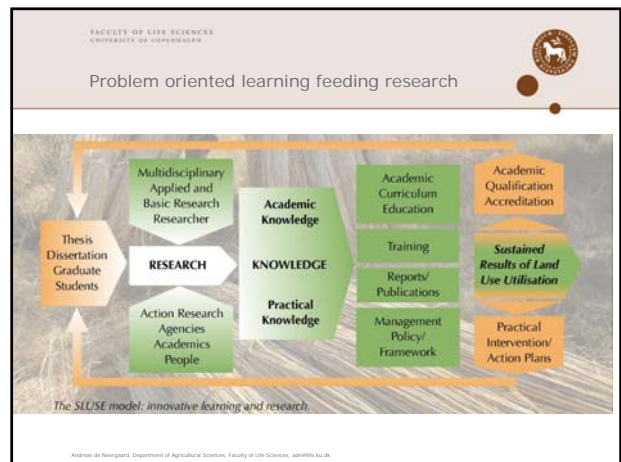 FACULTY OF LIFE SCIENCES
UNIVERSITY OF COPENHAGEN
Problem oriented learning feeding research
Thesis
Dissertation
Graduate
Students
Multidisciplinary
Applied and
Basic Research
Researcher
RESEARCH
Action Research
Agencies
Academics
People
Academic
Knowledge
KNOWLEDGE
Practical
Knowledge
Academic
Curriculum
Education
Training
Reports/
Publications
Management
Policy/
Framework
Academic
Qualification
Accreditation
Sustained
Results of Land
Use Utilisation
Practical
Intervention/
Action Plans
The SLUSE model: innovative learning and research.
Andreas de Neergaard, Department of Agricultural Sciences, Faculty of Life Sciences, adn@life.ku.dk